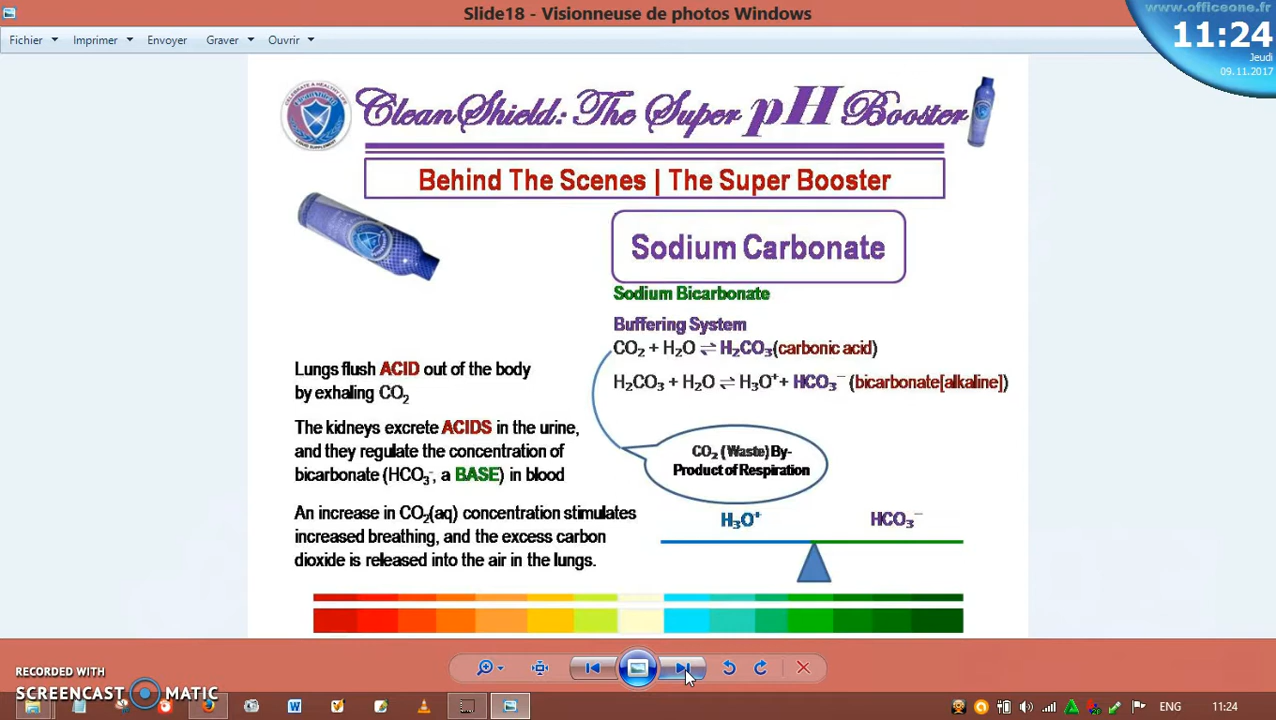 Slide18 - Visionneuse de photos Windows
www.officeone.fr
11:24
Jeudi
09.11.2017
Fichier Imprimer Envoyer Graver Ouvrir
CleanShield: The Super pH Booster
Behind The Scenes | The Super Booster
Sodium Carbonate
Sodium Bicarbonate
Buffering System
CO₂ + H₂O ⇌ H₂CO₃(carbonic acid)
H₂CO₃ + H₂O ⇌ H₃O⁺+ HCO₃⁻ (bicarbonate[alkaline])
Lungs flush ACID out of the body
by exhaling CO₂
The kidneys excrete ACIDS in the urine,
and they regulate the concentration of
bicarbonate (HCO₃⁻, a BASE) in blood
An increase in CO₂(aq) concentration stimulates
increased breathing, and the excess carbon
dioxide is released into the air in the lungs.
CO₂ (Waste) By-
Product of Respiration
H₃O⁺ HCO₃⁻
RECORDED WITH
SCREENCAST MATIC
ENG 11:24